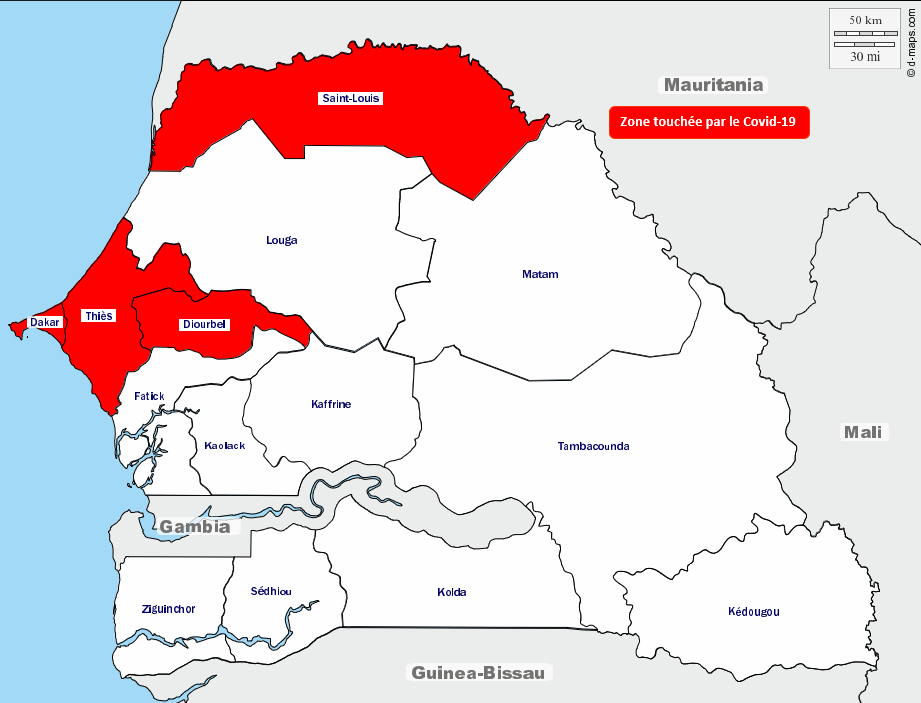 50 km
30 mi
© d-maps.com
Mauritania
Saint-Louis
Zone touchée par le Covid-19
Louga
Matam
Dakar
Thiès
Diourbel
Fatick
Kaffrine
Kaolack
Tambacounda
Mali
Gambia
Sédhiou
Kolda
Ziguinchor
Kédougou
Guinea-Bissau